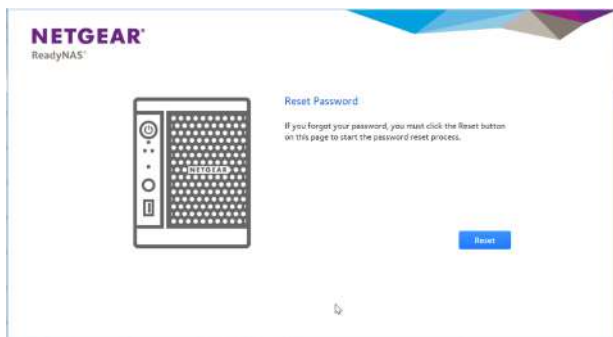 NETGEAR®
ReadyNAS®
Reset Password
If you forgot your password, you must click the Reset button
on this page to start the password reset process.
NETGEAR
Reset